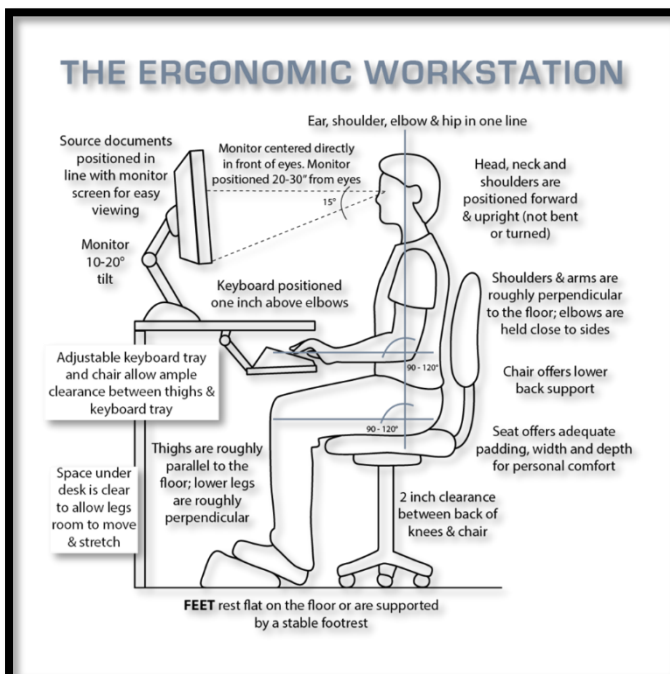 THE ERGONOMIC WORKSTATION
Ear, shoulder, elbow & hip in one line
Source documents
positioned in
line with monitor
screen for easy
viewing
Monitor centered directly
in front of eyes. Monitor
positioned 20-30" from eyes
15°
Head, neck and
shoulders are
positioned forward
& upright (not bent
or turned)
Monitor
10-20°
tilt
Keyboard positioned
one inch above elbows
Shoulders & arms are
roughly perpendicular
to the floor; elbows are
held close to sides
Adjustable keyboard tray
and chair allow ample
clearance between thighs &
keyboard tray
90 - 120°
Chair offers lower
back support
90 - 120°
Seat offers adequate
padding, width and depth
for personal comfort
Thighs are roughly
parallel to the
floor; lower legs
are roughly
perpendicular
Space under
desk is clear
to allow legs
room to move
& stretch
2 inch clearance
between back of
knees & chair
FEET rest flat on the floor or are supported
by a stable footrest